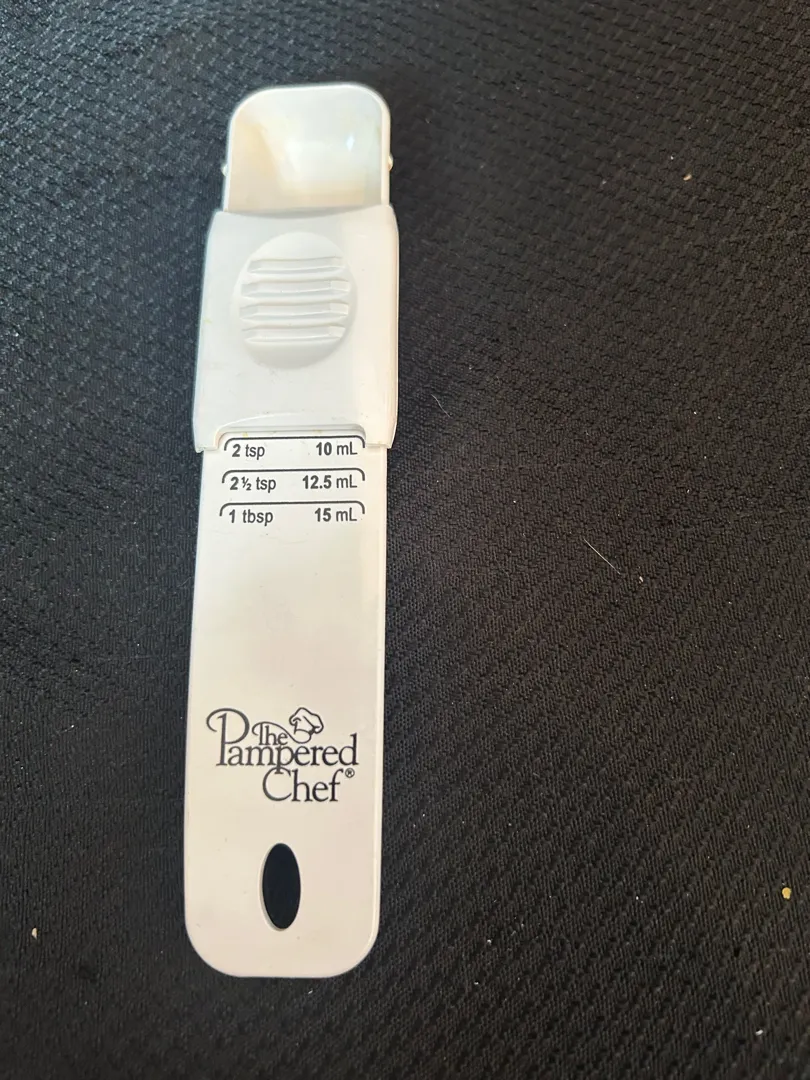 2 tsp 10 mL
2 ½ tsp 12.5 mL
1 tbsp 15 mL
The
Pampered
Chef®